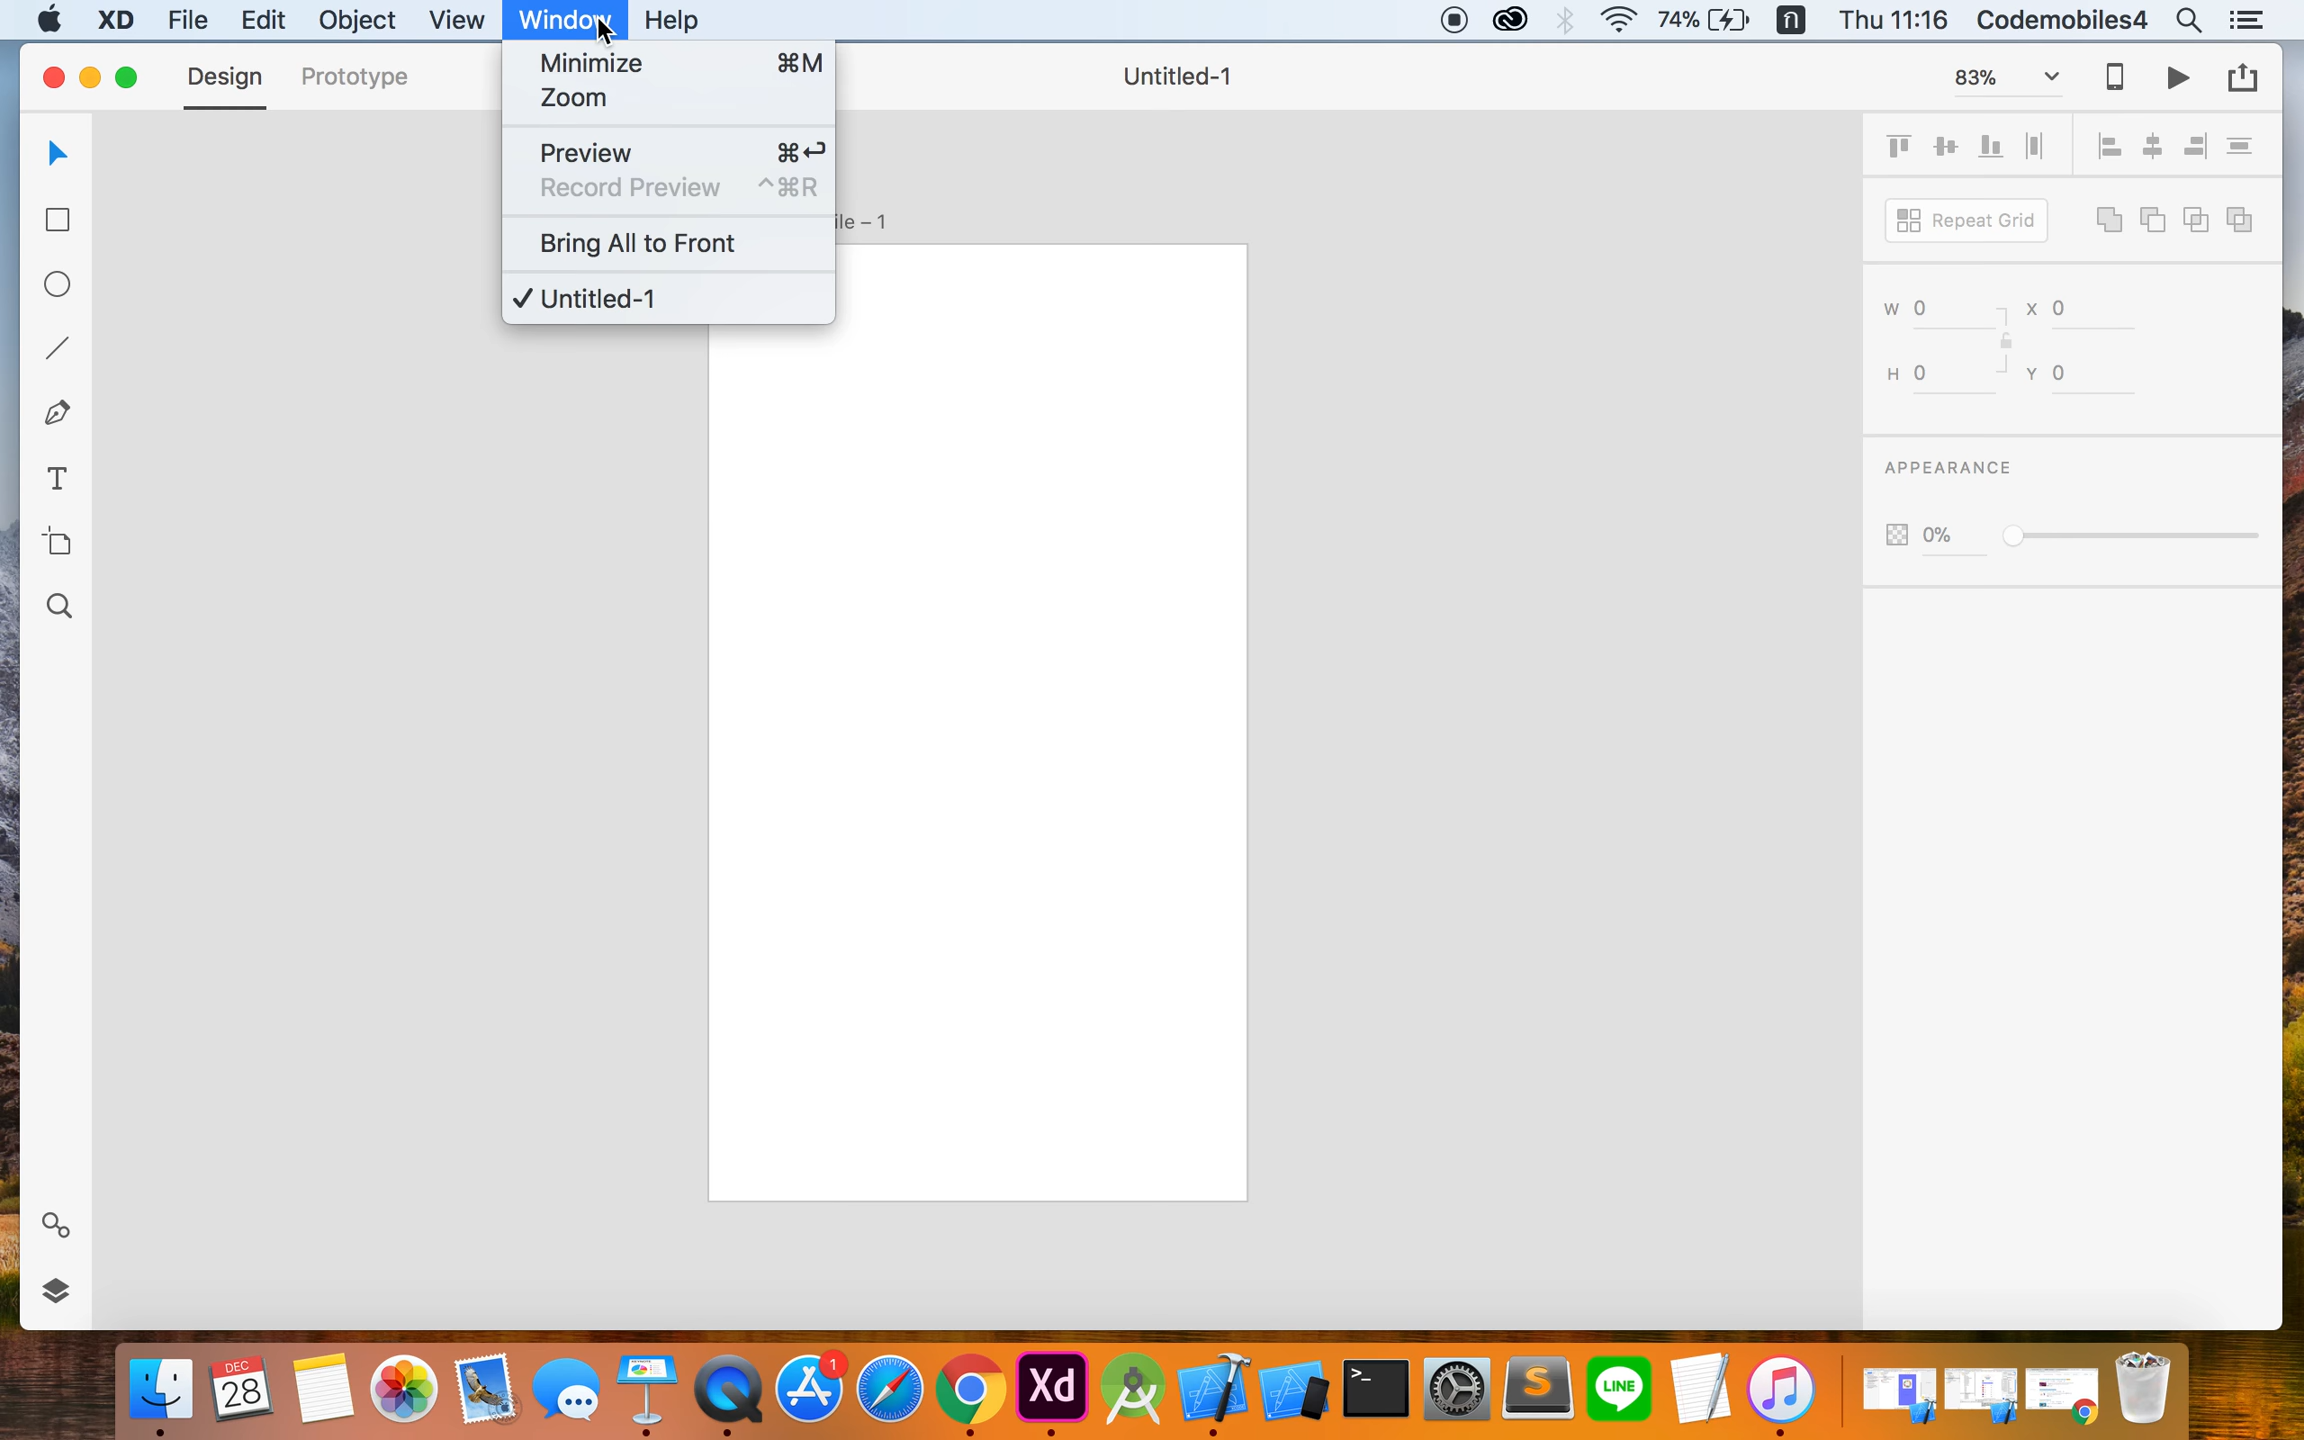 XD File Edit Object View Window Help 74% ก Thu 11:16 Codemobiles4
Design Prototype Untitled-1 83%
Minimize ⌘M
Zoom
Preview ⌘↩
Record Preview ^⌘R
Bring All to Front
✓ Untitled-1
ile – 1
Repeat Grid
W 0 X 0
H 0 Y 0
APPEARANCE
0%
DEC
28
1
Xd
>_
S
LINE